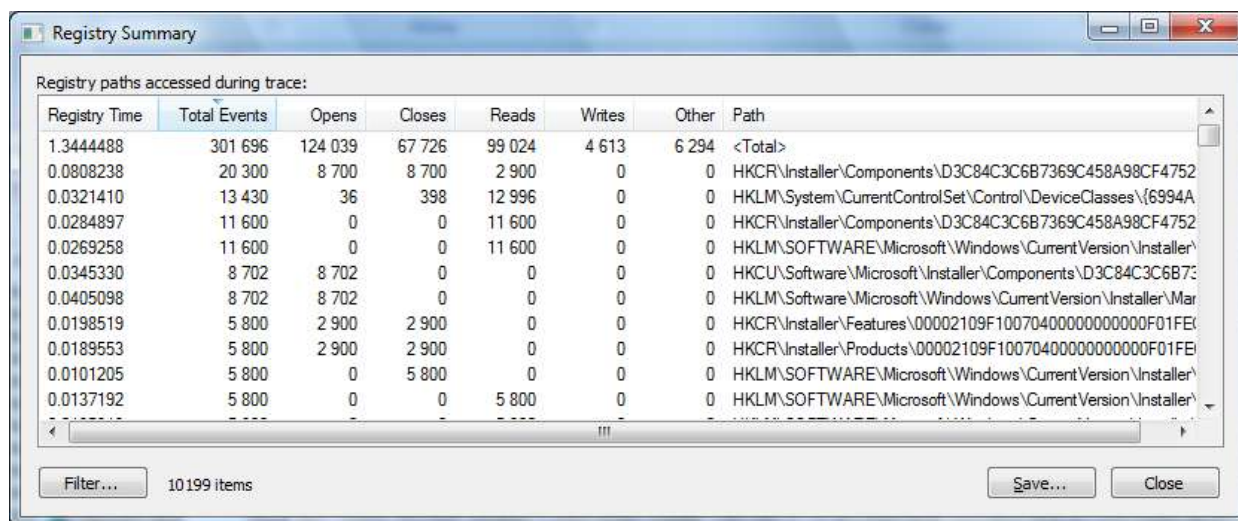 Registry Summary
Registry paths accessed during trace:
Registry Time Total Events Opens Closes Reads Writes Other Path
1.3444488 301 696 124 039 67 726 99 024 4 613 6 294 <Total>
0.0808238 20 300 8 700 8 700 2 900 0 0 HKCR\Installer\Components\D3C84C3C6B7369C458A98CF4752
0.0321410 13 430 36 398 12 996 0 0 HKLM\System\CurrentControlSet\Control\DeviceClasses\{6994A
0.0284897 11 600 0 0 11 600 0 0 HKCR\Installer\Components\D3C84C3C6B7369C458A98CF4752
0.0269258 11 600 0 0 11 600 0 0 HKLM\SOFTWARE\Microsoft\Windows\CurrentVersion\Installer\
0.0345330 8 702 8 702 0 0 0 0 HKCU\Software\Microsoft\Installer\Components\D3C84C3C6B73
0.0405098 8 702 8 702 0 0 0 0 HKLM\Software\Microsoft\Windows\CurrentVersion\Installer\Mar
0.0198519 5 800 2 900 2 900 0 0 0 HKCR\Installer\Features\00002109F10070400000000000F01FE
0.0189553 5 800 2 900 2 900 0 0 0 HKCR\Installer\Products\00002109F10070400000000000F01FE
0.0101205 5 800 0 5 800 0 0 0 HKLM\SOFTWARE\Microsoft\Windows\CurrentVersion\Installer\
0.0137192 5 800 0 0 5 800 0 0 HKLM\SOFTWARE\Microsoft\Windows\CurrentVersion\Installer\
Filter... 10199 items Save... Close